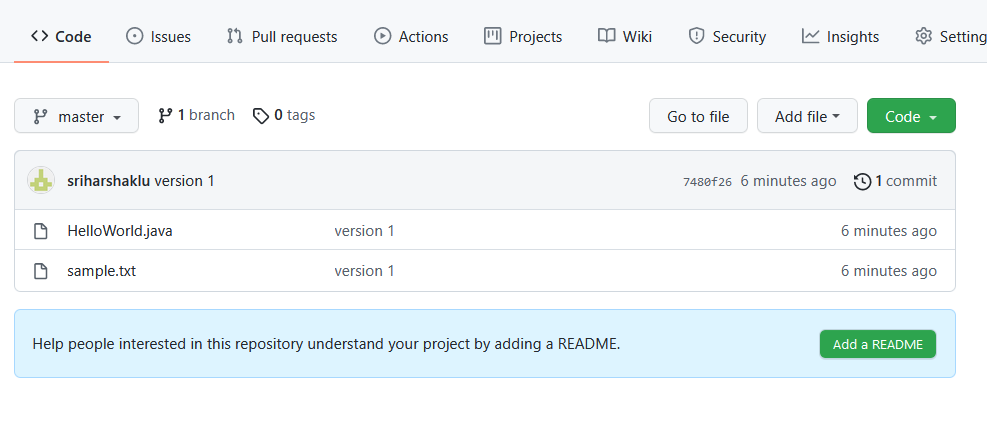 Code Issues Pull requests Actions Projects Wiki Security Insights Setting
master 1 branch 0 tags Go to file Add file Code
sriharshaklu version 1 7480f26 6 minutes ago 1 commit
HelloWorld.java version 1 6 minutes ago
sample.txt version 1 6 minutes ago
Help people interested in this repository understand your project by adding a README. Add a README